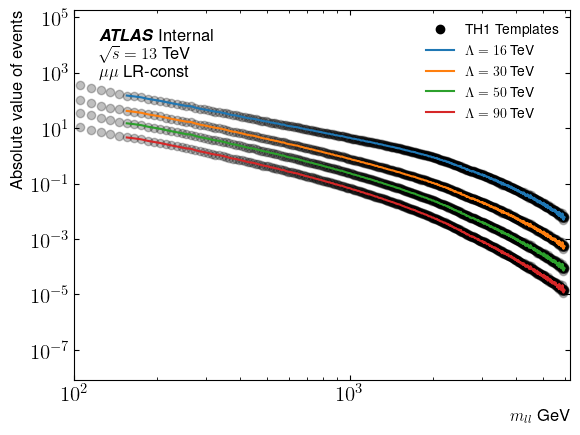 Absolute value of events
10^5
10^3
10^1
10^-1
10^-3
10^-5
10^-7
ATLAS Internal
√s = 13 TeV
μμ LR-const
TH1 Templates
Λ = 16 TeV
Λ = 30 TeV
Λ = 50 TeV
Λ = 90 TeV
10^2
10^3
m_ll GeV